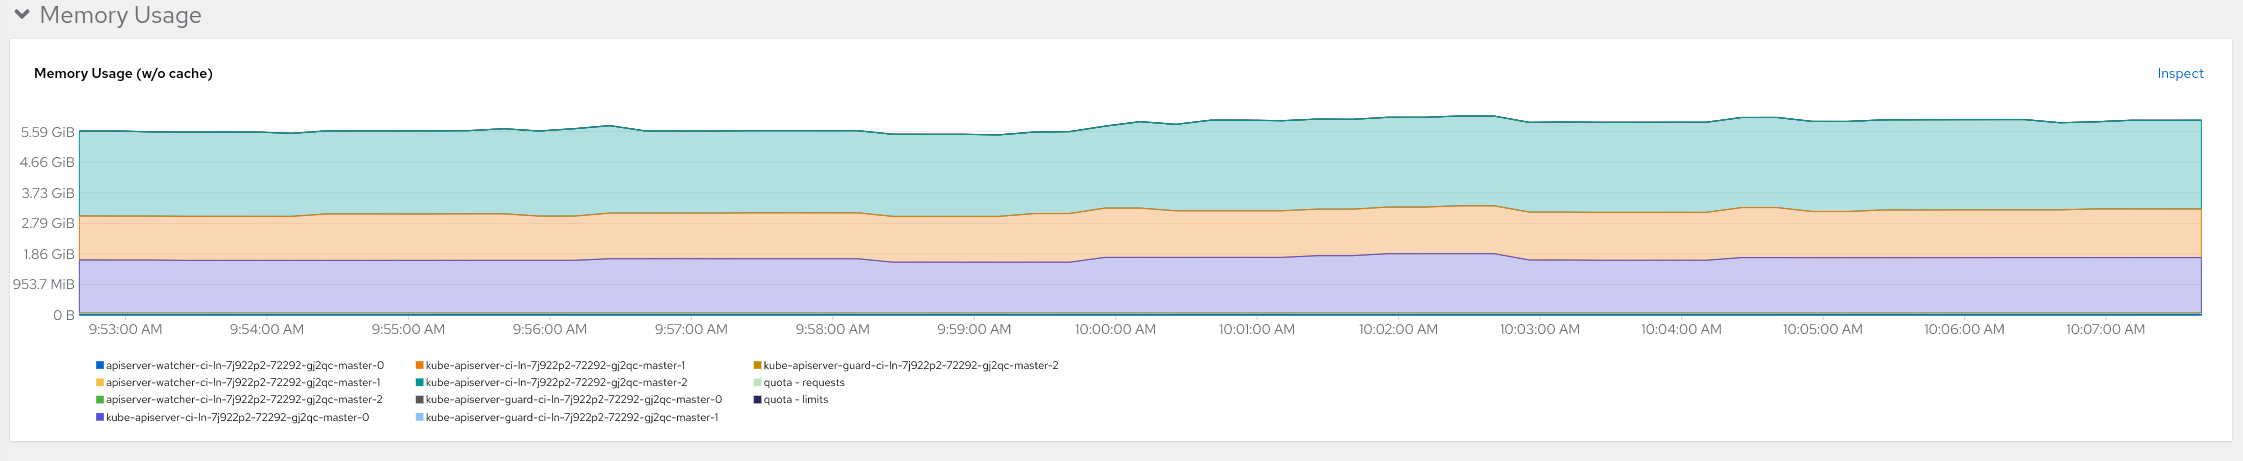 Memory Usage
Memory Usage (w/o cache)
Inspect
5.59 GiB
4.66 GiB
3.73 GiB
2.79 GiB
1.86 GiB
953.7 MiB
0 B
9:53:00 AM 9:54:00 AM 9:55:00 AM 9:56:00 AM 9:57:00 AM 9:58:00 AM 9:59:00 AM 10:00:00 AM 10:01:00 AM 10:02:00 AM 10:03:00 AM 10:04:00 AM 10:05:00 AM 10:06:00 AM 10:07:00 AM
apiserver-watcher-ci-ln-7j922p2-72292-gj2qc-master-0 kube-apiserver-ci-ln-7j922p2-72292-gj2qc-master-1 kube-apiserver-guard-ci-ln-7j922p2-72292-gj2qc-master-2
apiserver-watcher-ci-ln-7j922p2-72292-gj2qc-master-1 kube-apiserver-ci-ln-7j922p2-72292-gj2qc-master-2 quota - requests
apiserver-watcher-ci-ln-7j922p2-72292-gj2qc-master-2 kube-apiserver-guard-ci-ln-7j922p2-72292-gj2qc-master-0 quota - limits
kube-apiserver-ci-ln-7j922p2-72292-gj2qc-master-0 kube-apiserver-guard-ci-ln-7j922p2-72292-gj2qc-master-1